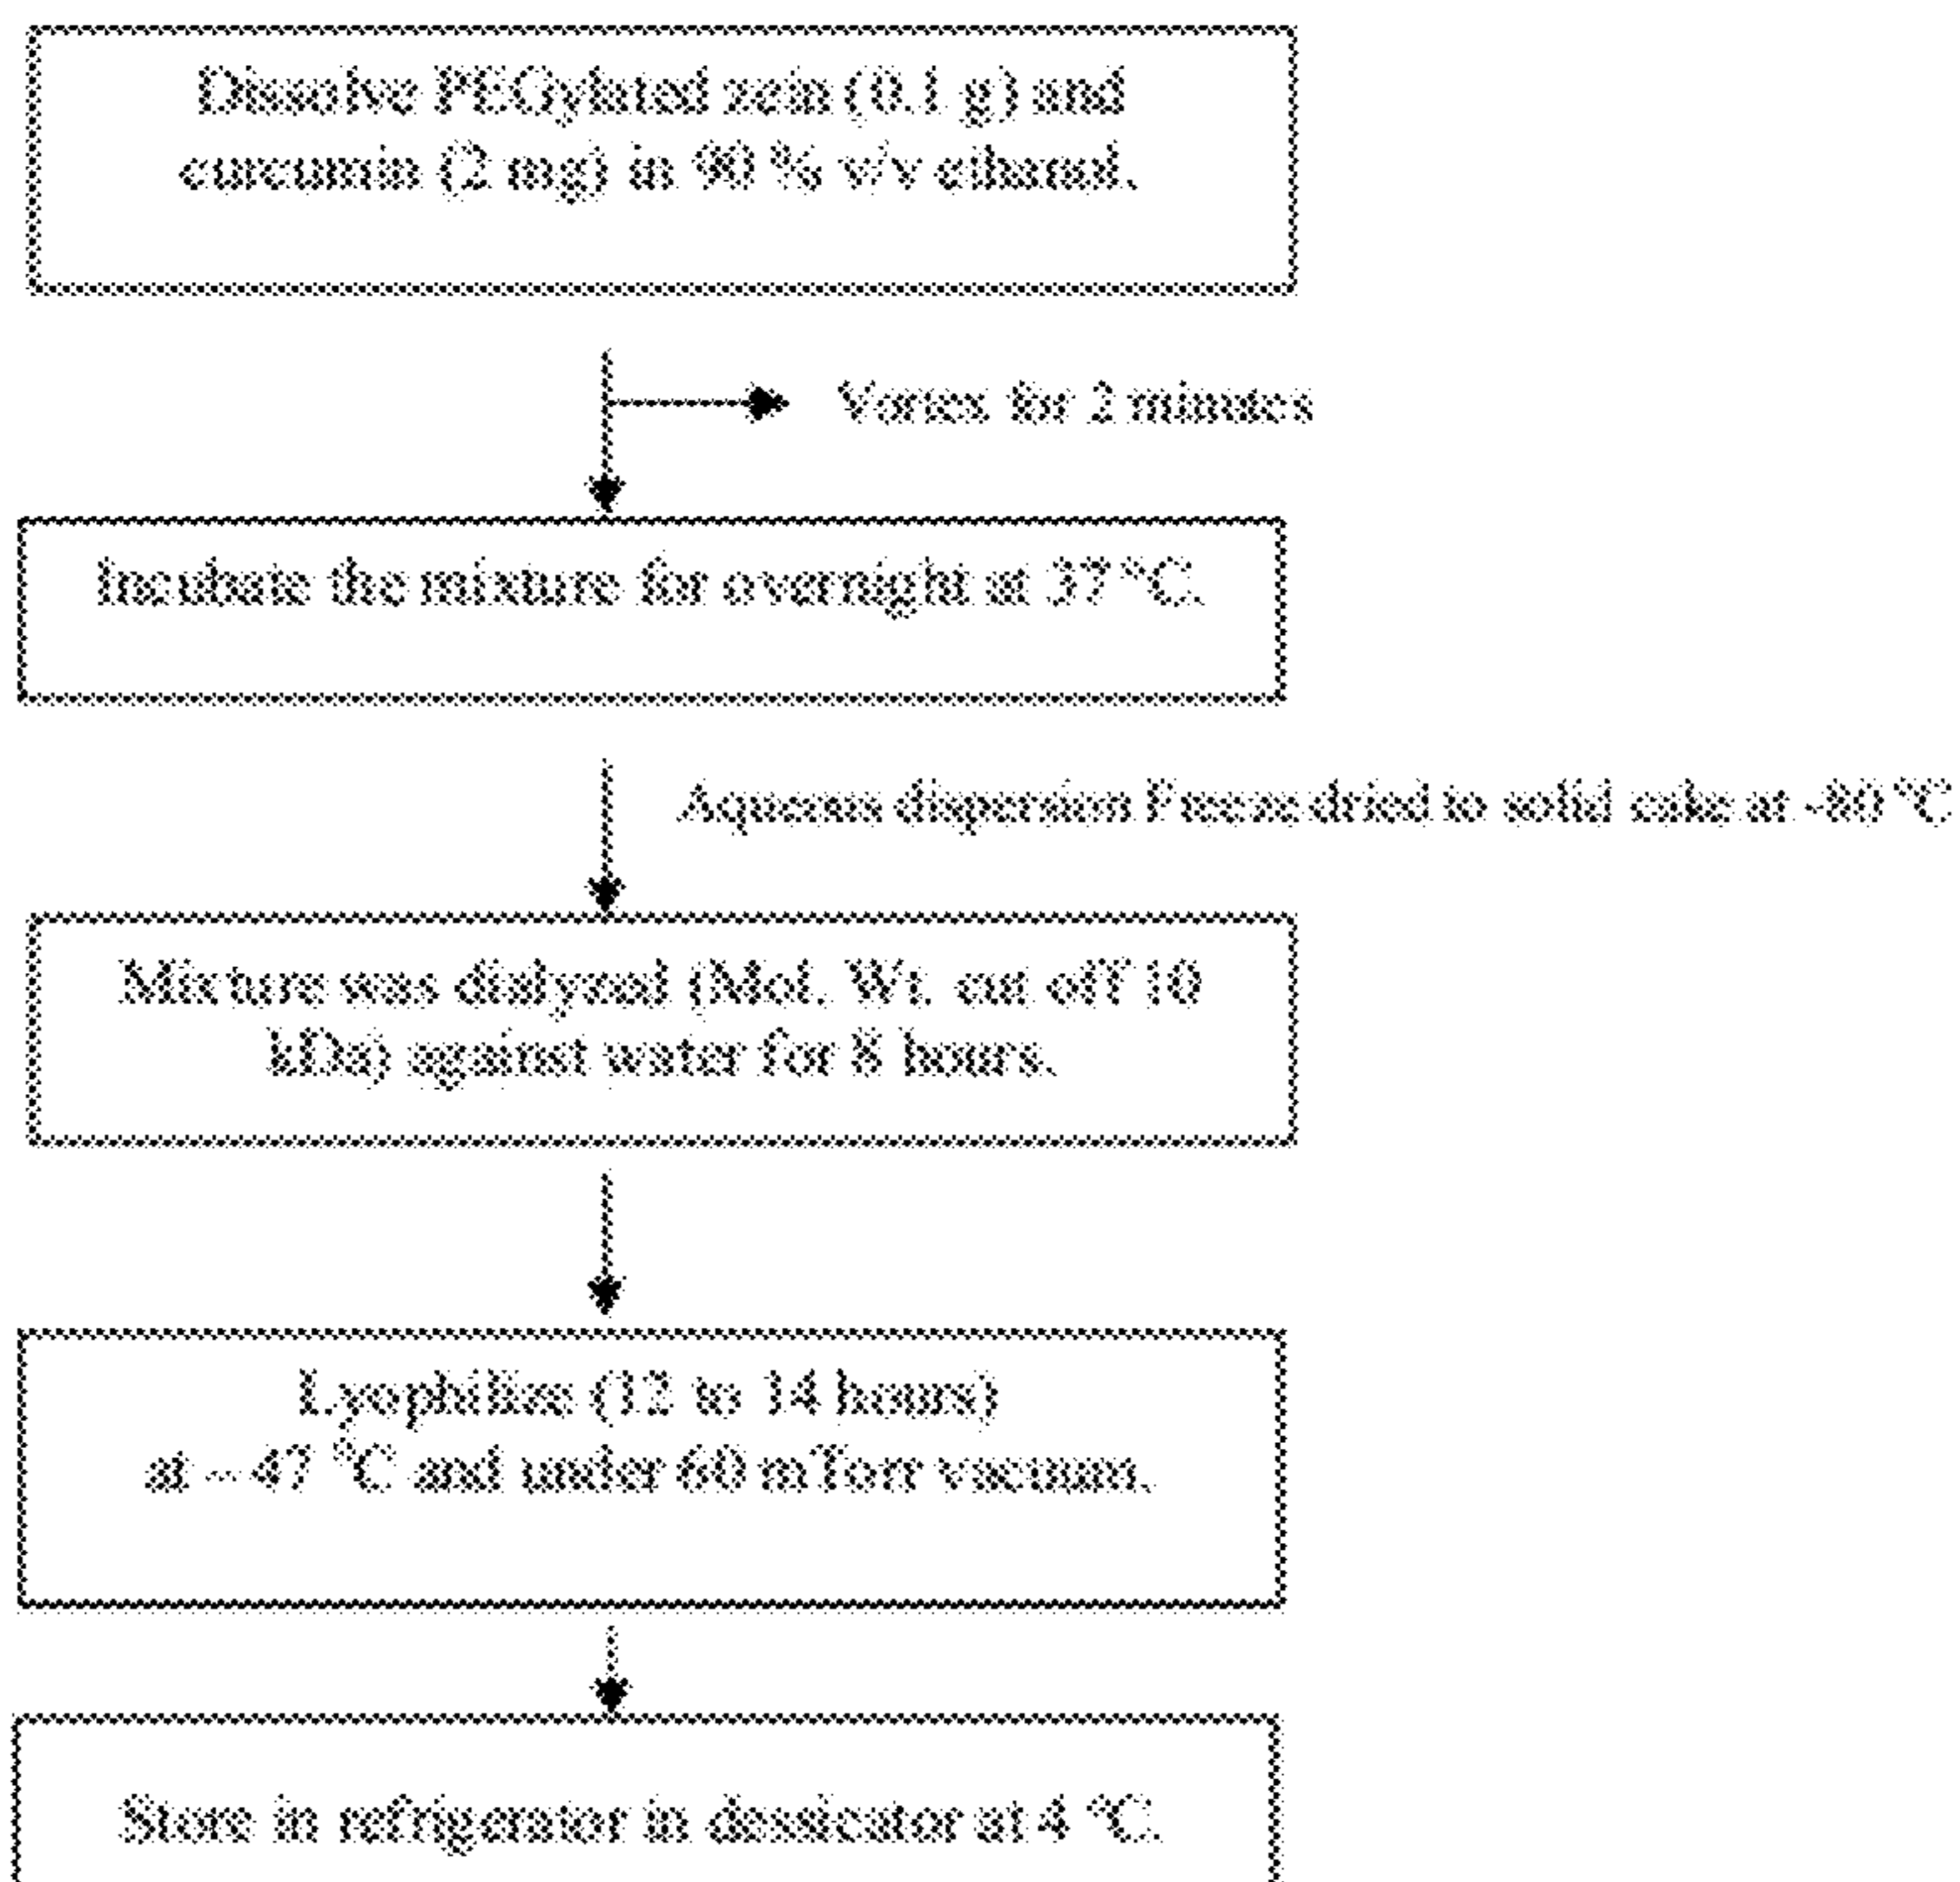 Dissolve PEGylated zein (0.1 g) and
curcumin (2 mg) in 90 % v/v ethanol.
Vortex for 2 minutes
Incubate the mixture for overnight at 37 °C.
Aqueous dispersion Freeze dried to solid cake at -80 °C
Mixture was dialyzed (Mol. Wt. cut off 10
kDa) against water for 8 hours.
Lyophilize (12 to 14 hours)
at –47 °C and under 60 mTorr vacuum.
Store in refrigerator in dessicator at 4 °C.